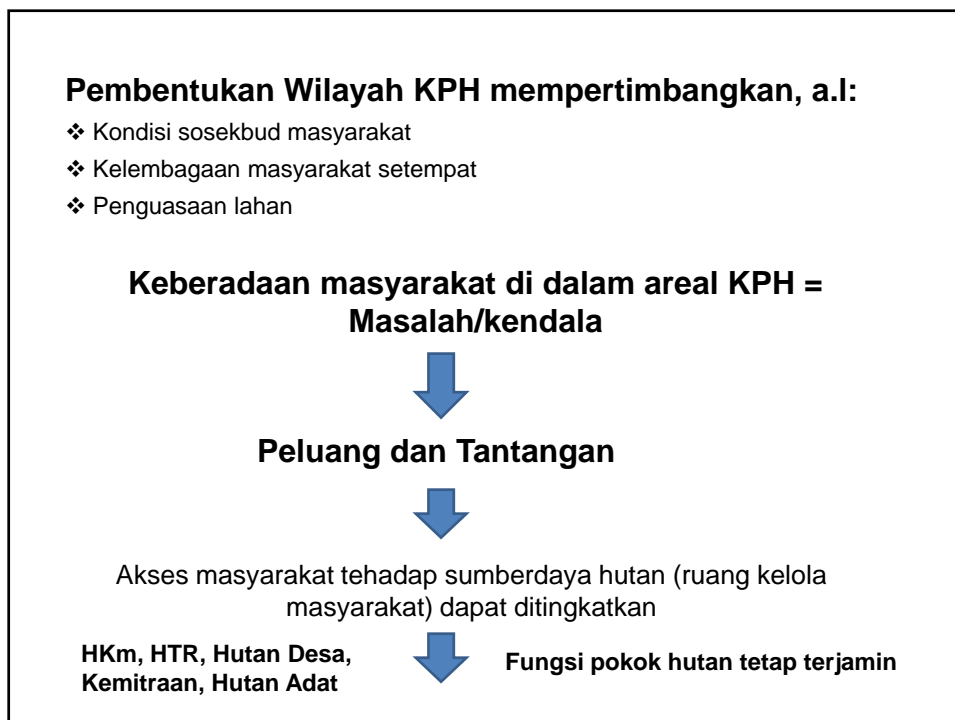 Pembentukan Wilayah KPH mempertimbangkan, a.l:
❖ Kondisi sosekbud masyarakat
❖ Kelembagaan masyarakat setempat
❖ Penguasaan lahan
Keberadaan masyarakat di dalam areal KPH =
Masalah/kendala
Peluang dan Tantangan
Akses masyarakat tehadap sumberdaya hutan (ruang kelola
masyarakat) dapat ditingkatkan
HKm, HTR, Hutan Desa,
Kemitraan, Hutan Adat
Fungsi pokok hutan tetap terjamin